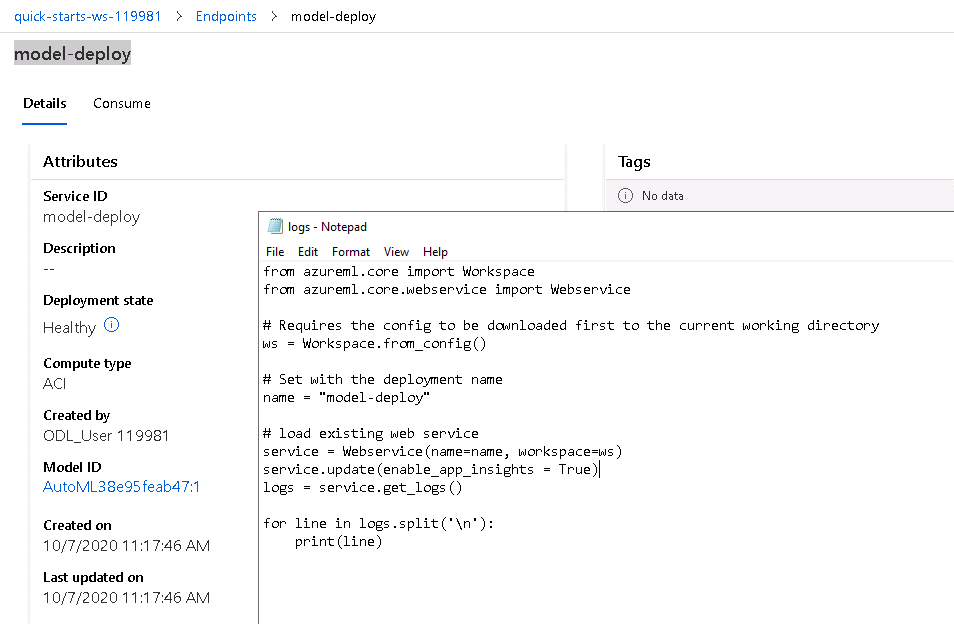 quick-starts-ws-119981 > Endpoints > model-deploy
model-deploy
Details Consume
Attributes
Service ID
model-deploy
Description
--
Deployment state
Healthy
Compute type
ACI
Created by
ODL_User 119981
Model ID
AutoML38e95feab47:1
Created on
10/7/2020 11:17:46 AM
Last updated on
10/7/2020 11:17:46 AM
Tags
No data
logs - Notepad
File Edit Format View Help
from azureml.core import Workspace
from azureml.core.webservice import Webservice
# Requires the config to be downloaded first to the current working directory
ws = Workspace.from_config()
# Set with the deployment name
name = "model-deploy"
# load existing web service
service = Webservice(name=name, workspace=ws)
service.update(enable_app_insights = True)
logs = service.get_logs()
for line in logs.split('\n'):
    print(line)